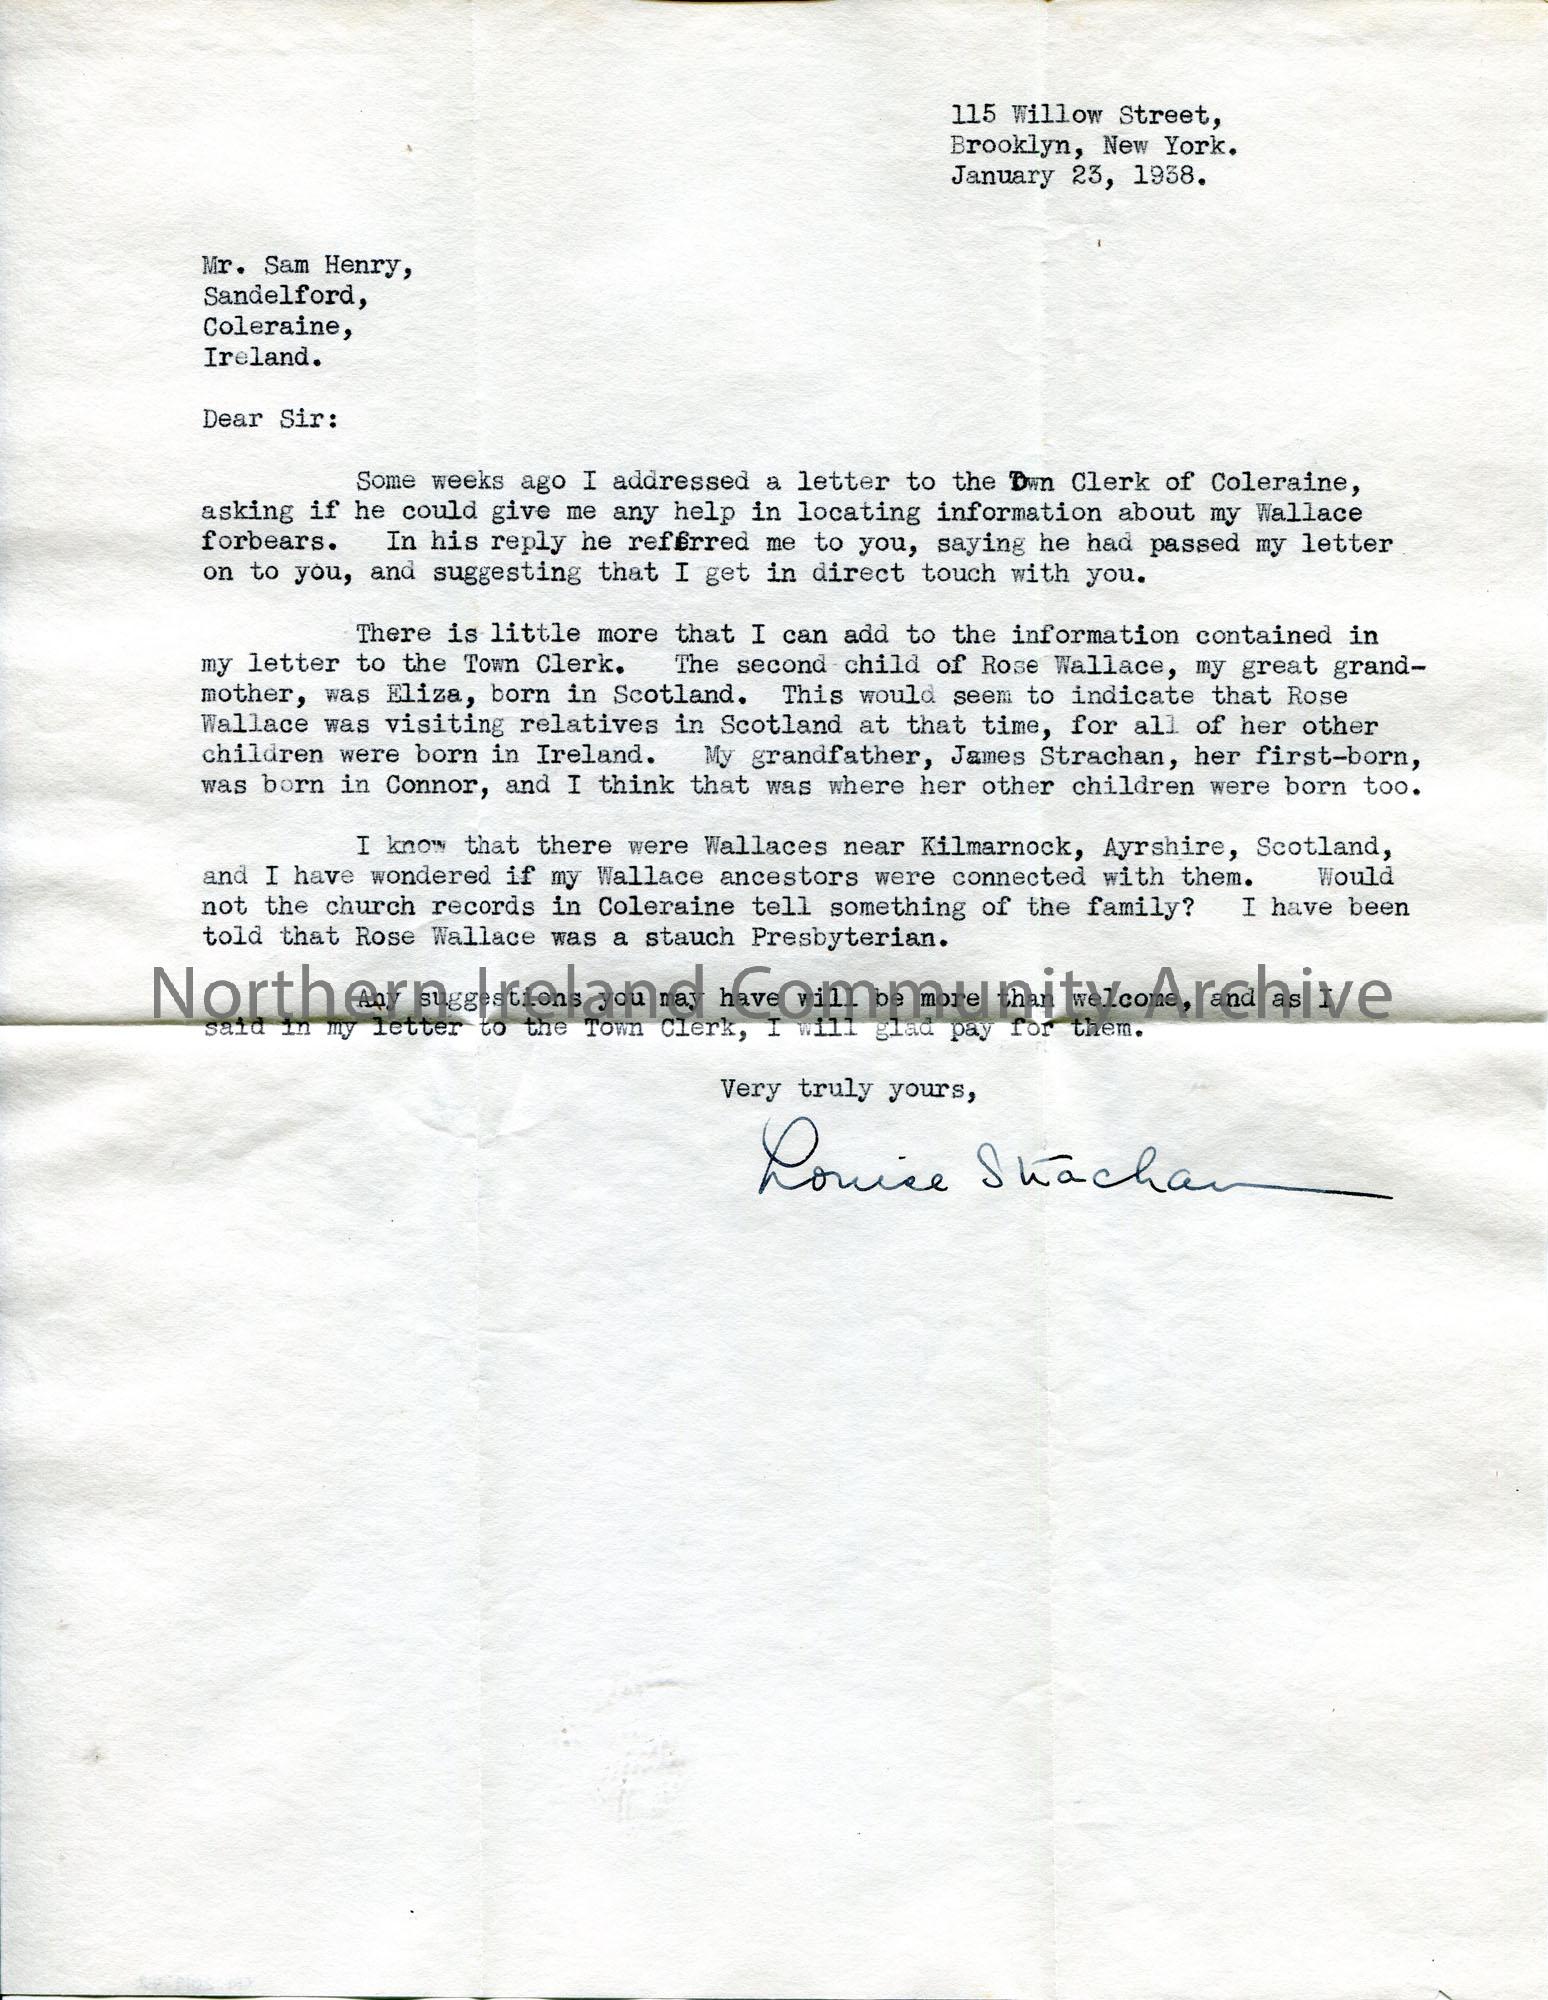 115 Willow Street,
Brooklyn, New York.
January 23, 1938.
Mr. Sam Henry,
Sandelford,
Coleraine,
Ireland.
Dear Sir:
Some weeks ago I addressed a letter to the Town Clerk of Coleraine,
asking if he could give me any help in locating information about my Wallace
forbears. In his reply he referred me to you, saying he had passed my letter
on to you, and suggesting that I get in direct touch with you.
There is little more that I can add to the information contained in
my letter to the Town Clerk. The second child of Rose Wallace, my great grand-
mother, was Eliza, born in Scotland. This would seem to indicate that Rose
Wallace was visiting relatives in Scotland at that time, for all of her other
children were born in Ireland. My grandfather, James Strachan, her first-born,
was born in Connor, and I think that was where her other children were born too.
I know that there were Wallaces near Kilmarnock, Ayrshire, Scotland,
and I have wondered if my Wallace ancestors were connected with them. Would
not the church records in Coleraine tell something of the family? I have been
told that Rose Wallace was a stauch Presbyterian.
Northern Ireland Community Archive
Any suggestions you may have will be more than welcome, and as I
said in my letter to the Town Clerk, I will glad pay for them.
Very truly yours,
Louise Strachan